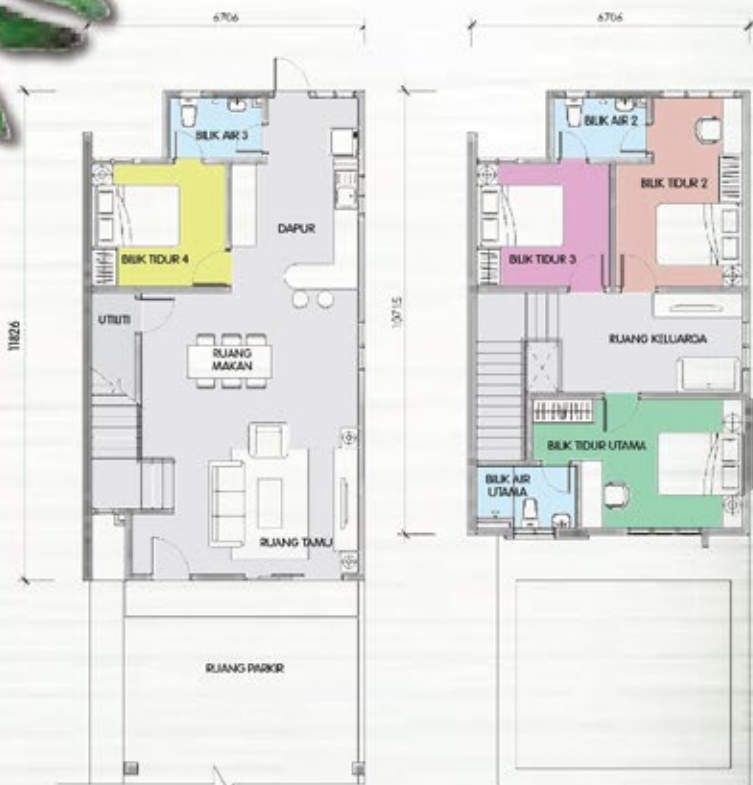 6706
6706
BILIK AIR 3
BILIK AIR 2
BILIK TIDUR 2
DAPUR
BILIK TIDUR 4
BILIK TIDUR 3
UTILITI
11826
10715
RUANG KELUARGA
RUANG
MAKAN
BILIK TIDUR UTAMA
BILIK AIR
UTAMA
RUANG TAMU
RUANG PARKIR